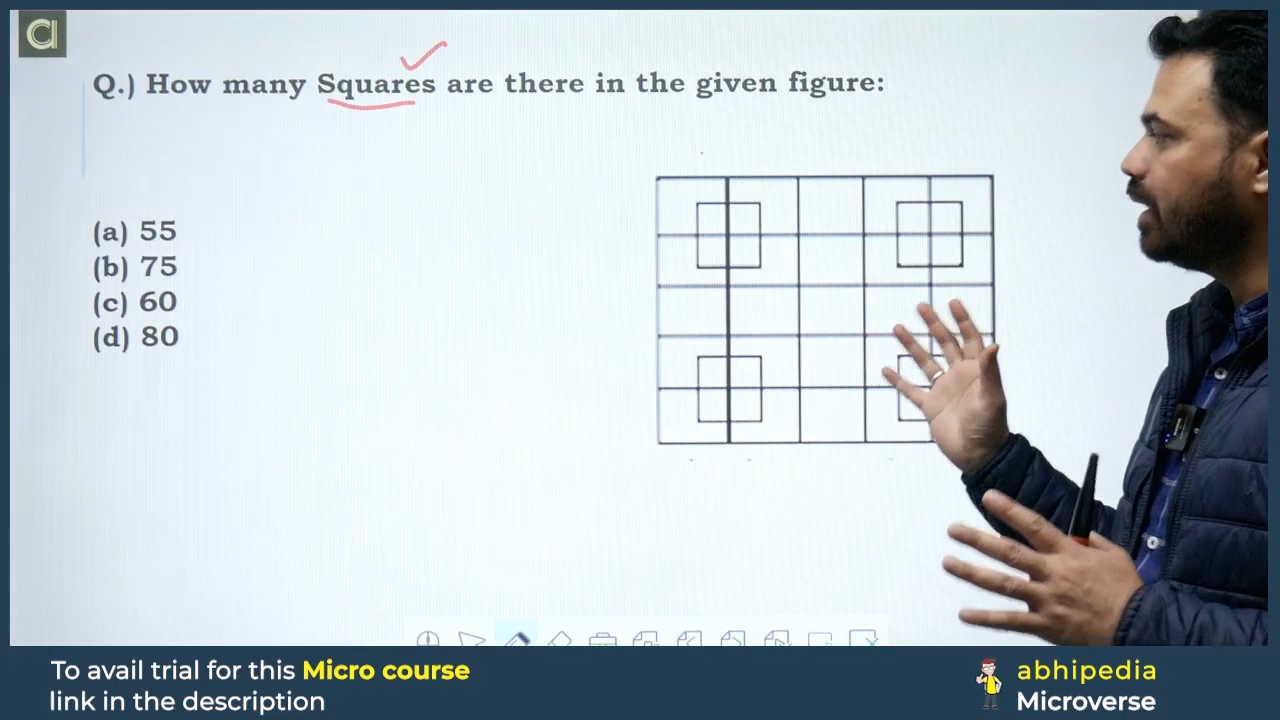 a
Q.) How many Squares are there in the given figure:
(a) 55
(b) 75
(c) 60
(d) 80
To avail trial for this Micro course
link in the description
abhipedia
Microverse